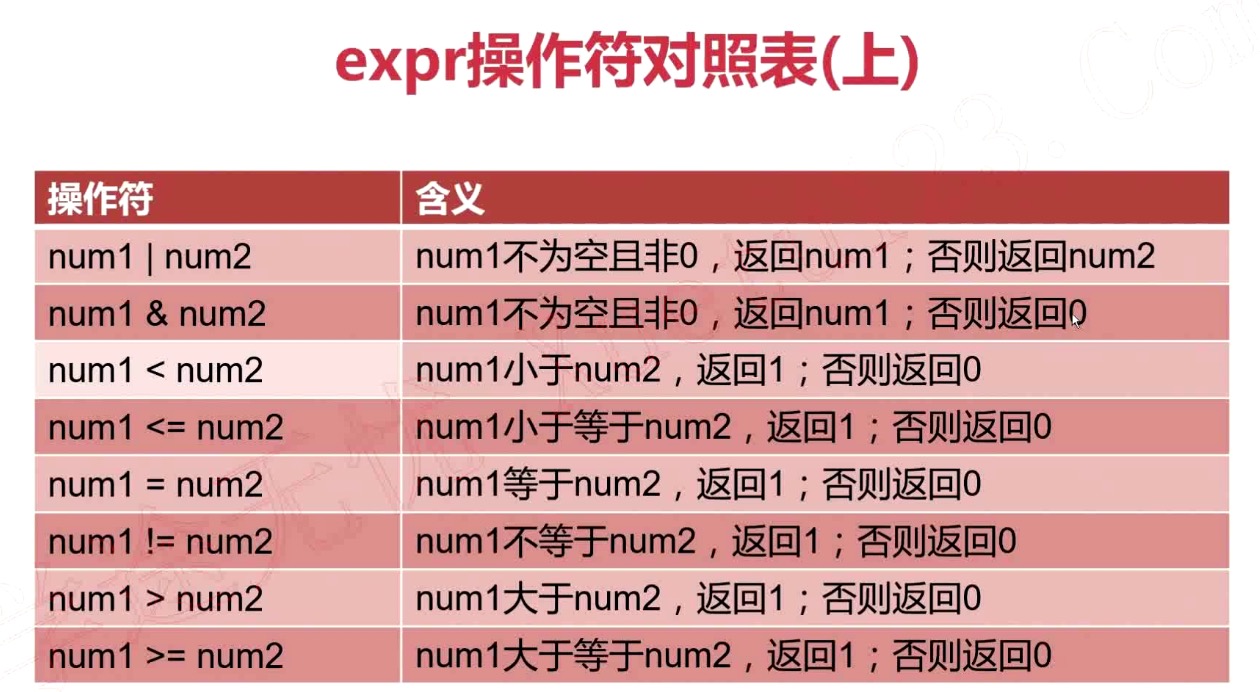 expr操作符对照表(上)
操作符 含义
num1 | num2 num1不为空且非0，返回num1；否则返回num2
num1 & num2 num1不为空且非0，返回num1；否则返回0
num1 < num2 num1小于num2，返回1；否则返回0
num1 <= num2 num1小于等于num2，返回1；否则返回0
num1 = num2 num1等于num2，返回1；否则返回0
num1 != num2 num1不等于num2，返回1；否则返回0
num1 > num2 num1大于num2，返回1；否则返回0
num1 >= num2 num1大于等于num2，返回1；否则返回0